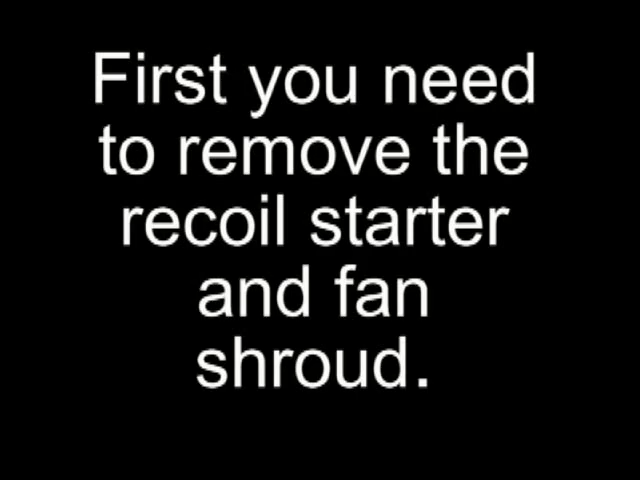 First you need
to remove the
recoil starter
and fan
shroud.